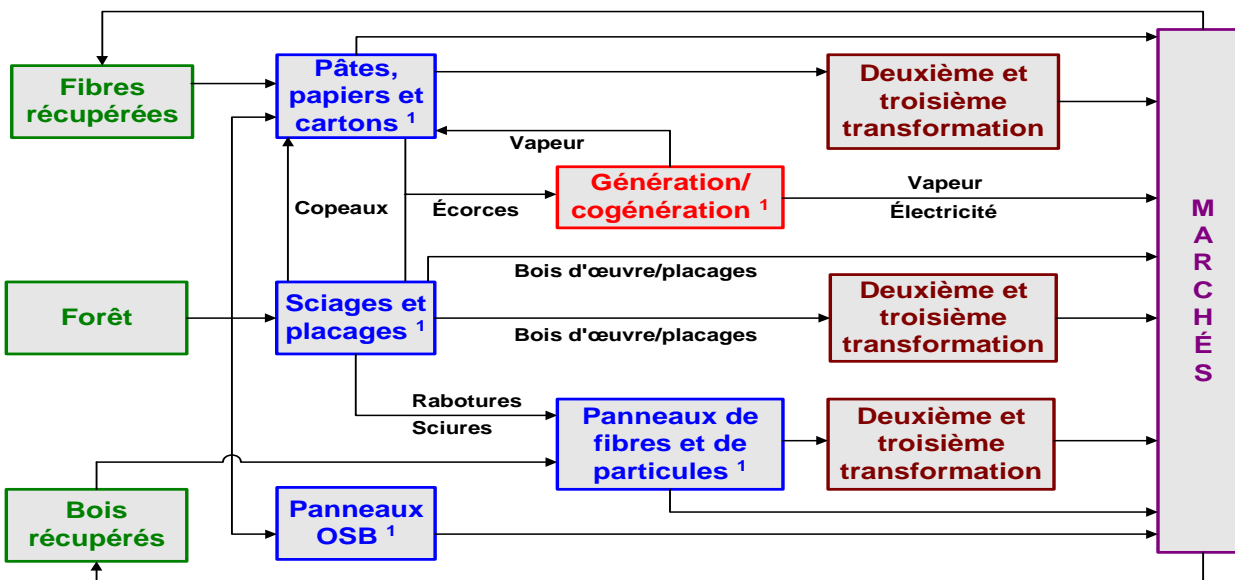 Fibres
récupérées
Pâtes,
papiers et
cartons 1
Deuxième et
troisième
transformation
Vapeur
Copeaux
Écorces
Génération/
cogénération 1
Vapeur
Électricité
M
A
R
C
H
É
S
Forêt
Sciages et
placages 1
Bois d'œuvre/placages
Bois d'œuvre/placages
Deuxième et
troisième
transformation
Rabotures
Sciures
Panneaux de
fibres et de
particules 1
Deuxième et
troisième
transformation
Bois
récupérés
Panneaux
OSB 1